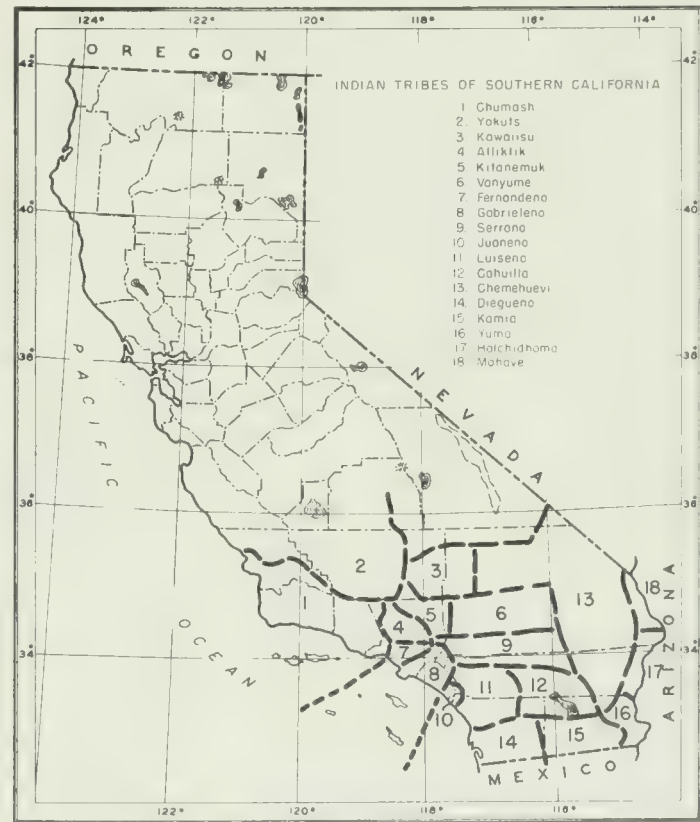 124° 122° 120° 118° 116° 114°
OREGON
42° 42°
INDIAN TRIBES OF SOUTHERN CALIFORNIA
1 Chumash
2. Yokuts
3 Kawaiisu
4 Alliklik
5 Kitanemuk
6 Vanyume
7 Fernandeno
8 Gabrieleno
9 Serrano
10 Juaneno
11 Luiseno
12 Cahuilla
13. Chemehuevi
14 Diegueno
15 Kamia
16 Yuma
17 Halchidhoma
18 Mohave
40° 40°
38° 38°
PACIFIC
OCEAN
NEVADA
36° 36°
2
3
13
18
1
4
5
6
9
34° 34°
7
8
10
11
12
14
15
16
17
ARIZONA
MEXICO
122° 120° 118° 116°